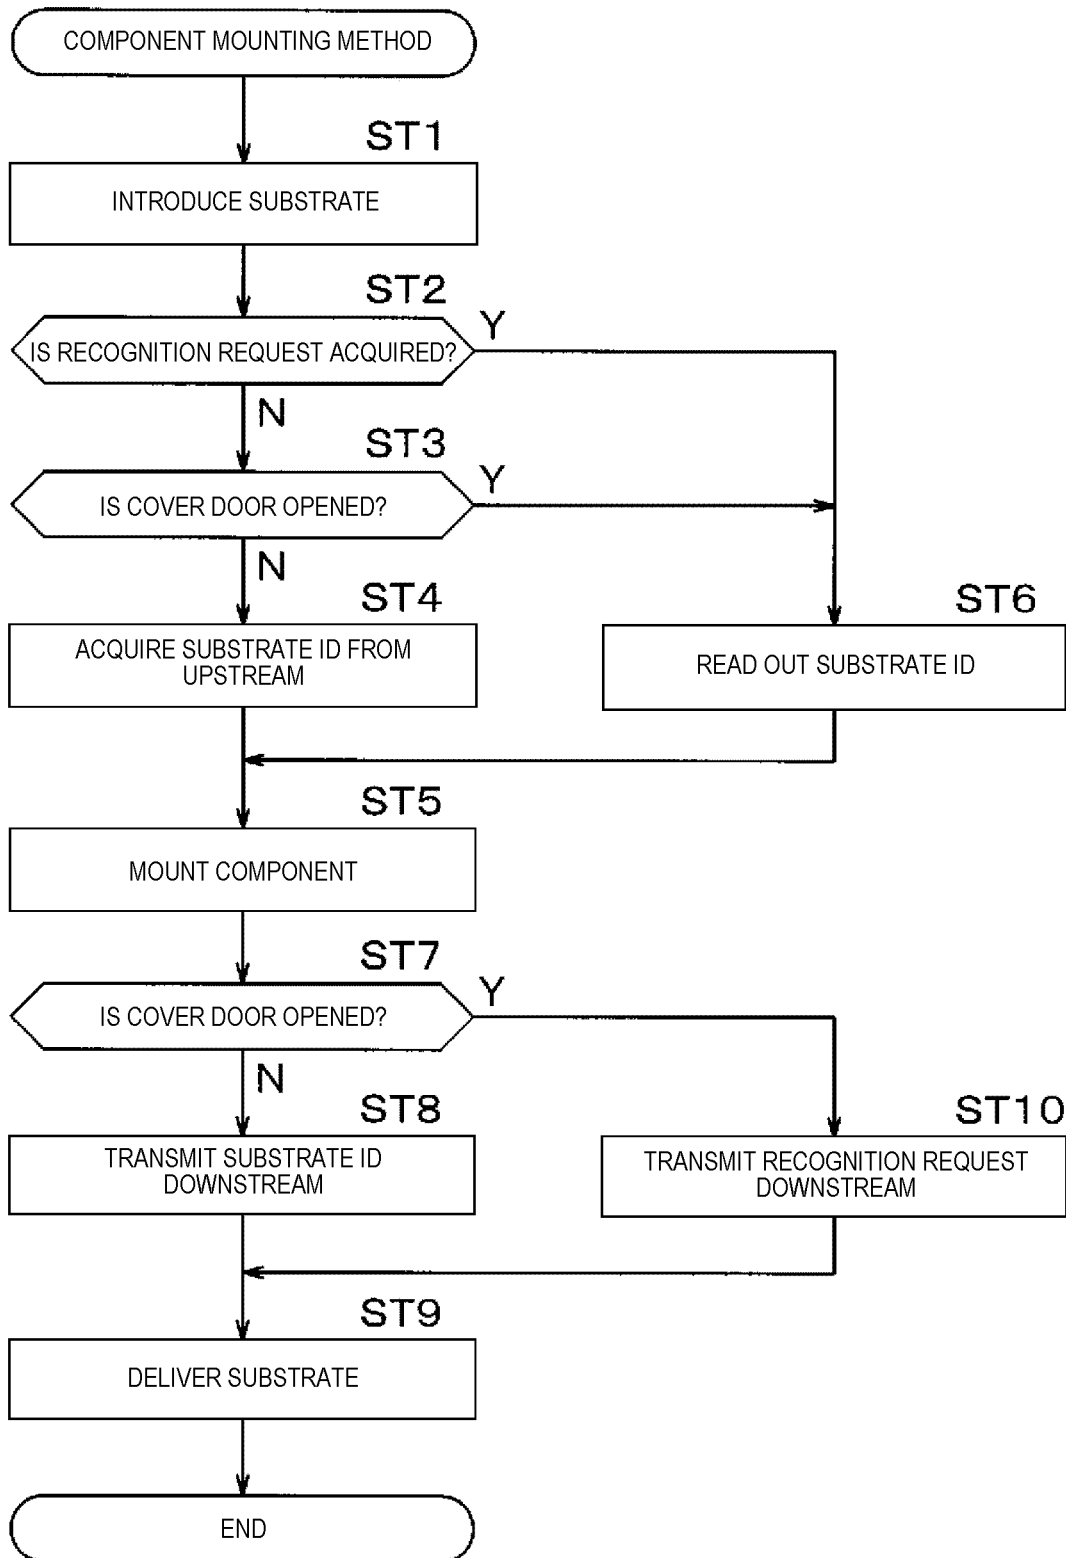 COMPONENT MOUNTING METHOD
ST1
INTRODUCE SUBSTRATE
ST2
IS RECOGNITION REQUEST ACQUIRED?
Y
N
ST3
IS COVER DOOR OPENED?
Y
N
ST4
ACQUIRE SUBSTRATE ID FROM
UPSTREAM
ST6
READ OUT SUBSTRATE ID
ST5
MOUNT COMPONENT
ST7
IS COVER DOOR OPENED?
Y
N
ST8
TRANSMIT SUBSTRATE ID
DOWNSTREAM
ST10
TRANSMIT RECOGNITION REQUEST
DOWNSTREAM
ST9
DELIVER SUBSTRATE
END